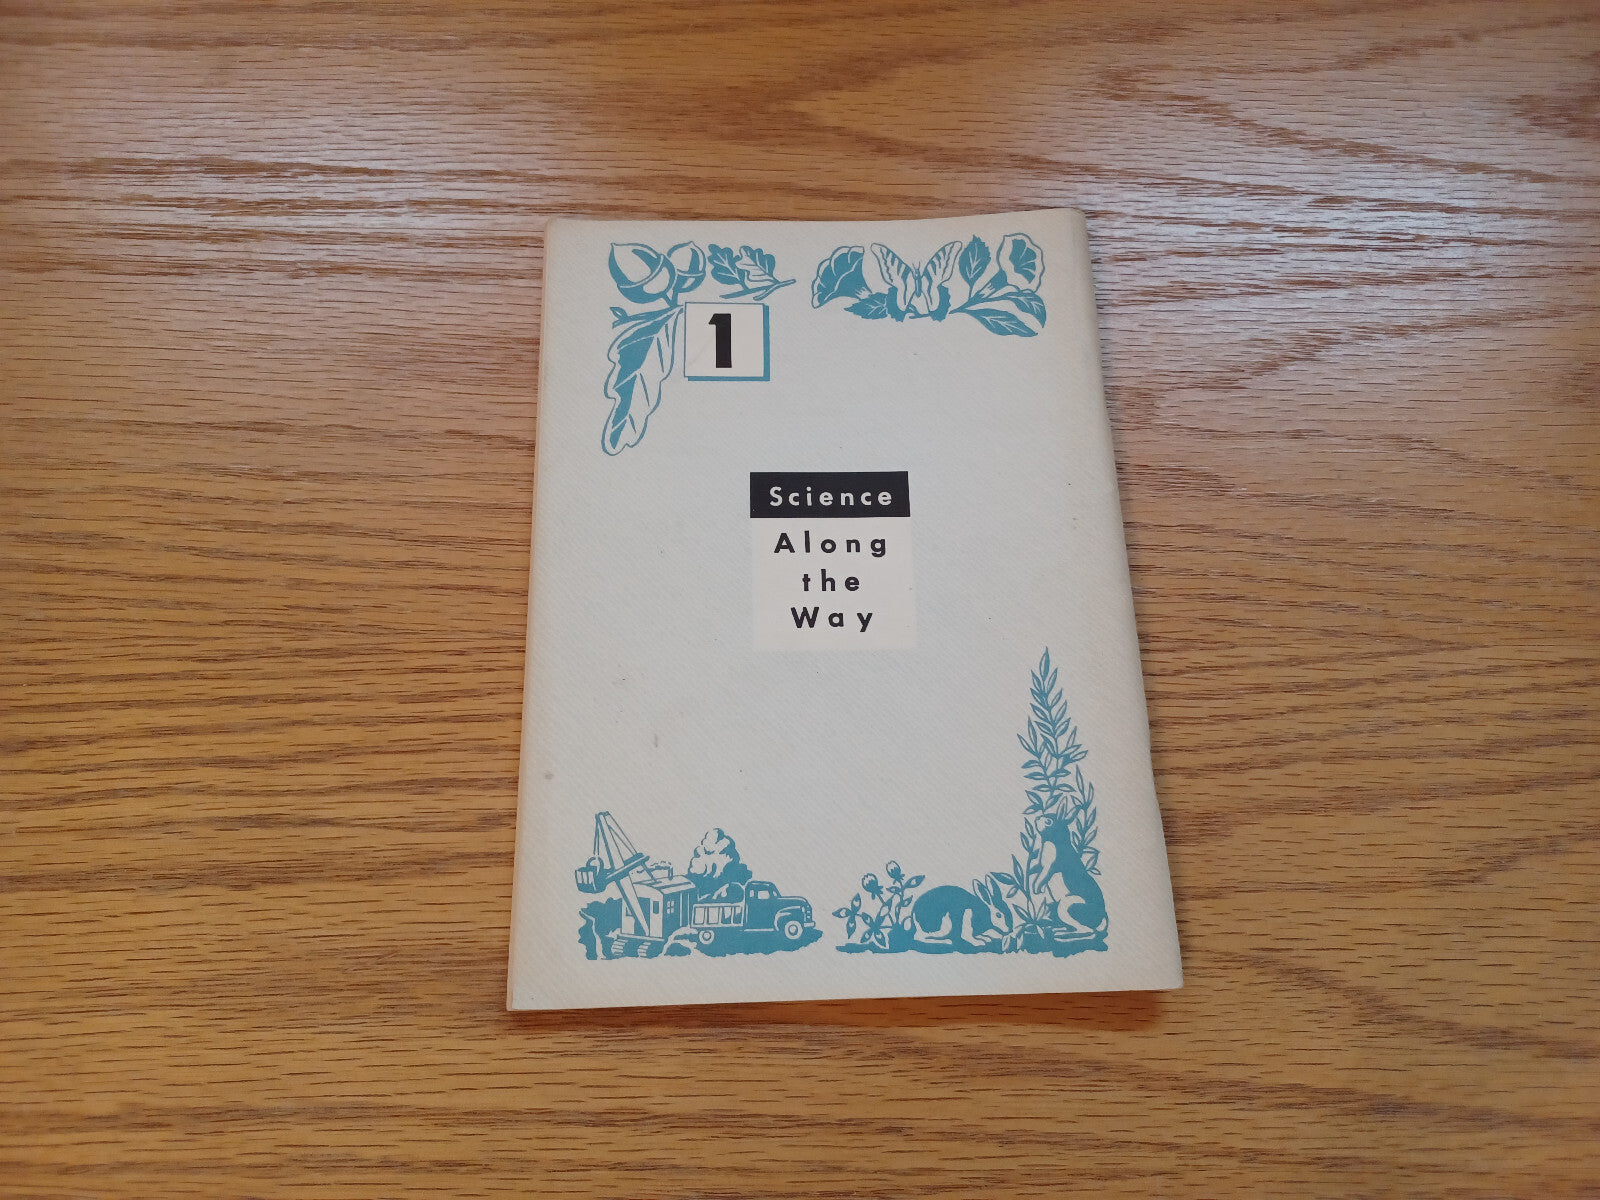 1
Science
Along
the
Way